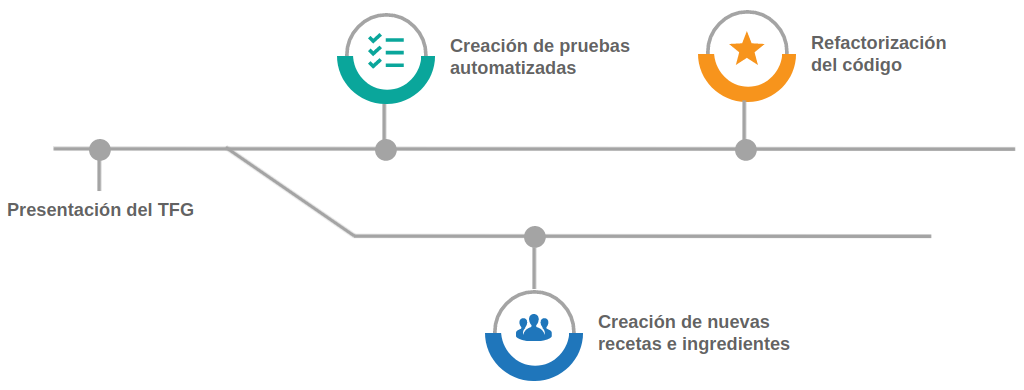 Creación de pruebas
automatizadas
Refactorización
del código
Presentación del TFG
Creación de nuevas
recetas e ingredientes